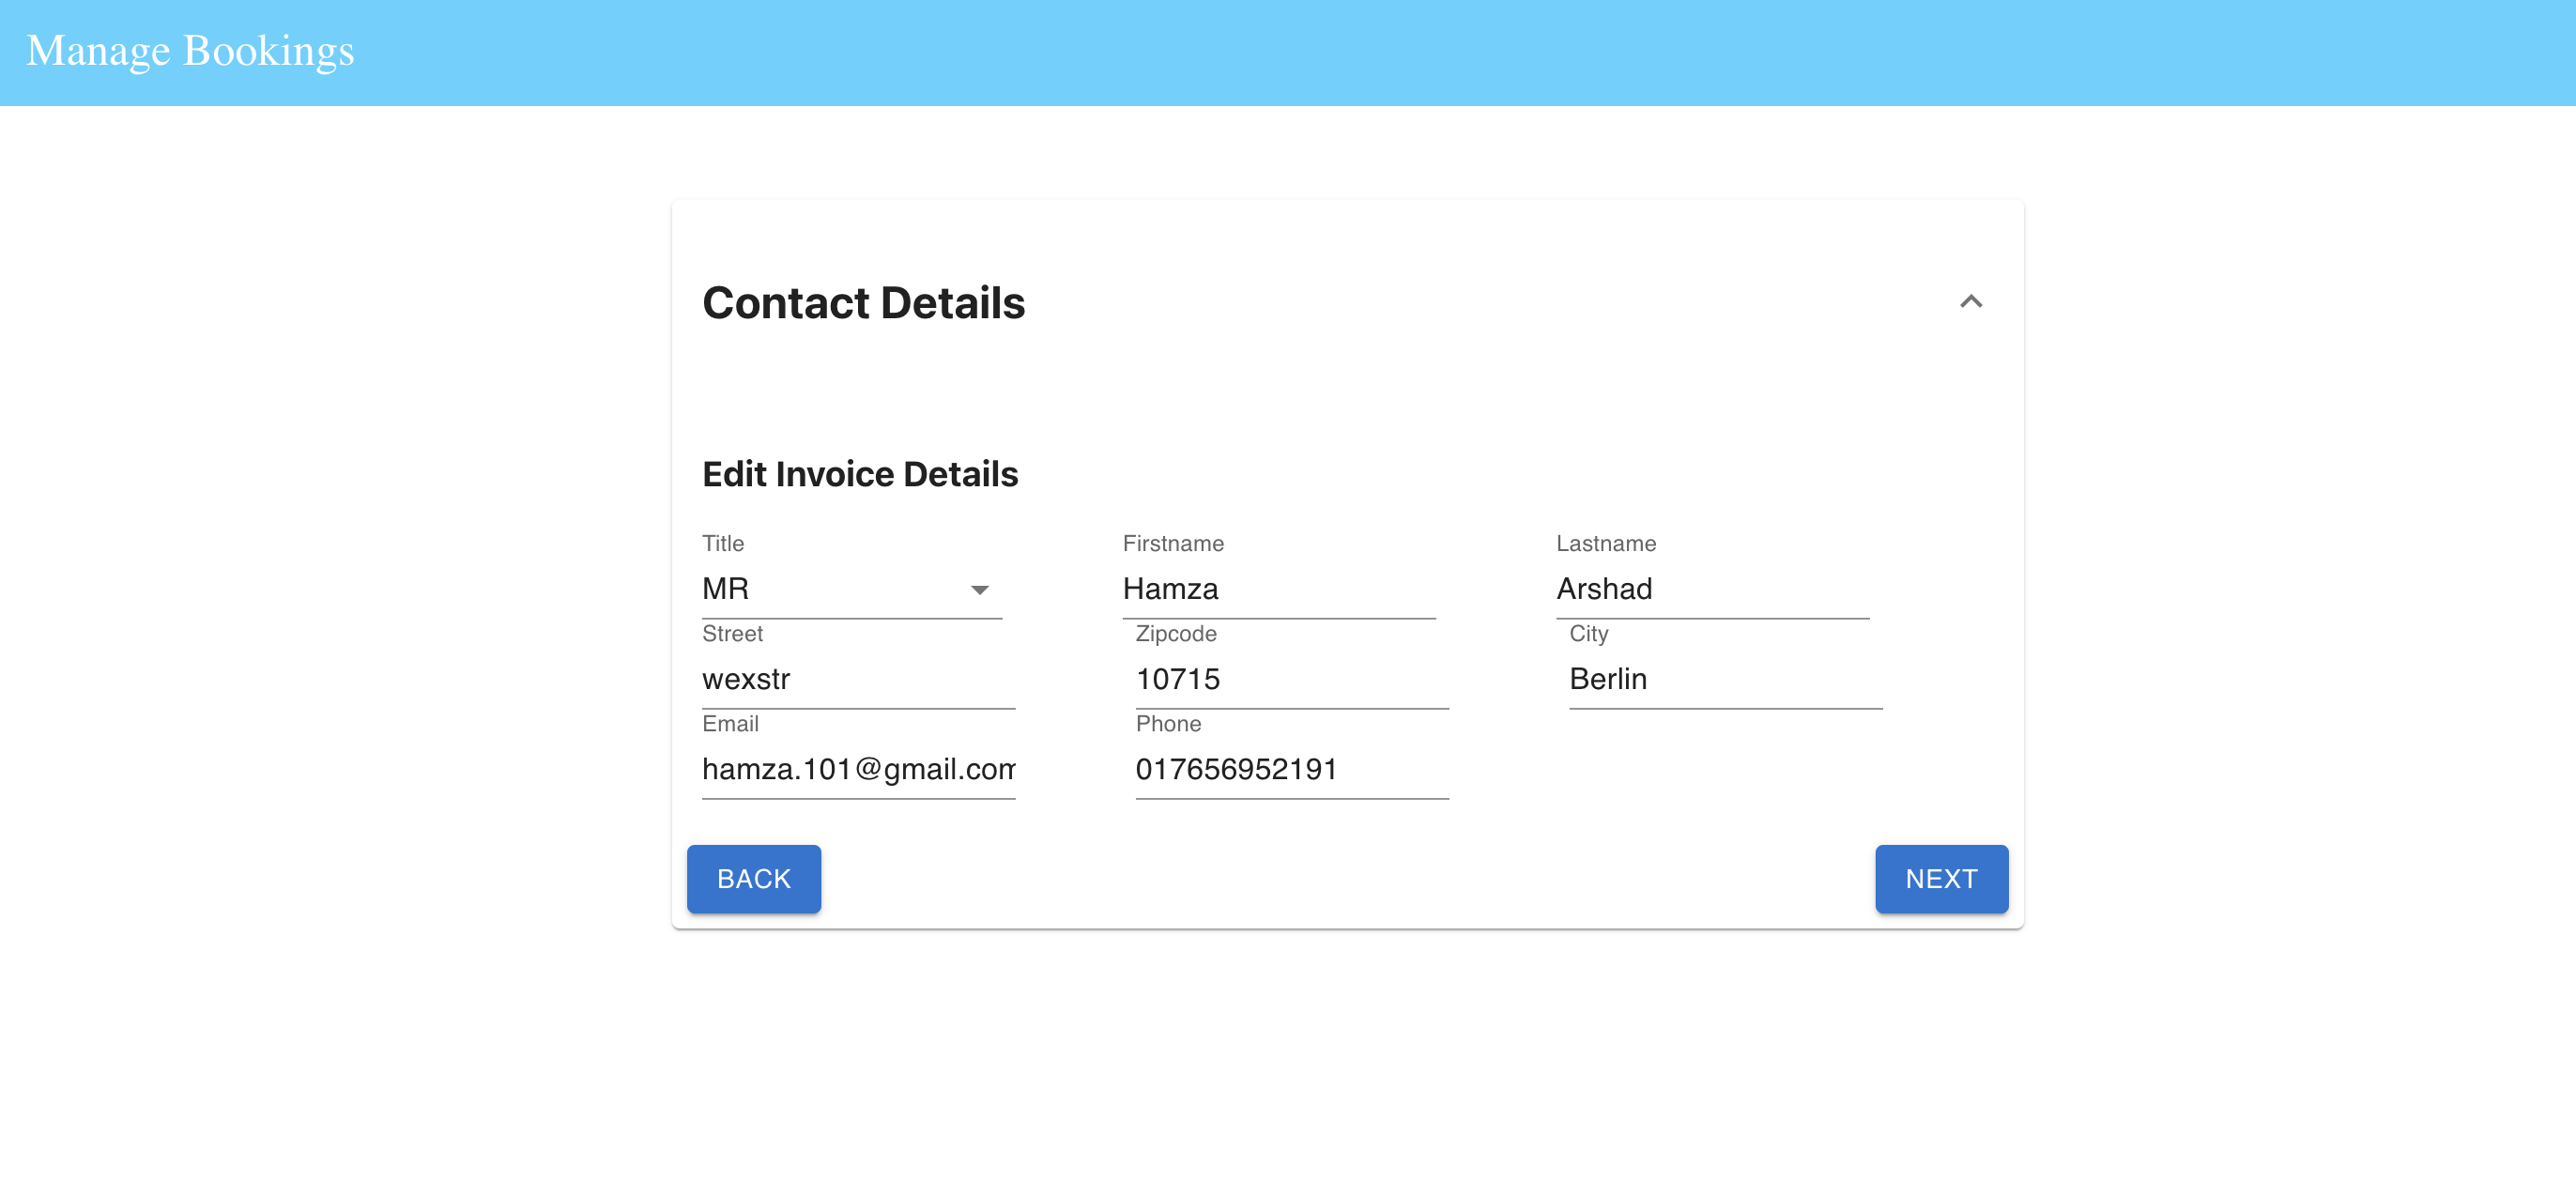 Manage Bookings
Contact Details
Edit Invoice Details
Title Firstname Lastname
MR Hamza Arshad
Street Zipcode City
wexstr 10715 Berlin
Email Phone
hamza.101@gmail.com 017656952191
BACK NEXT